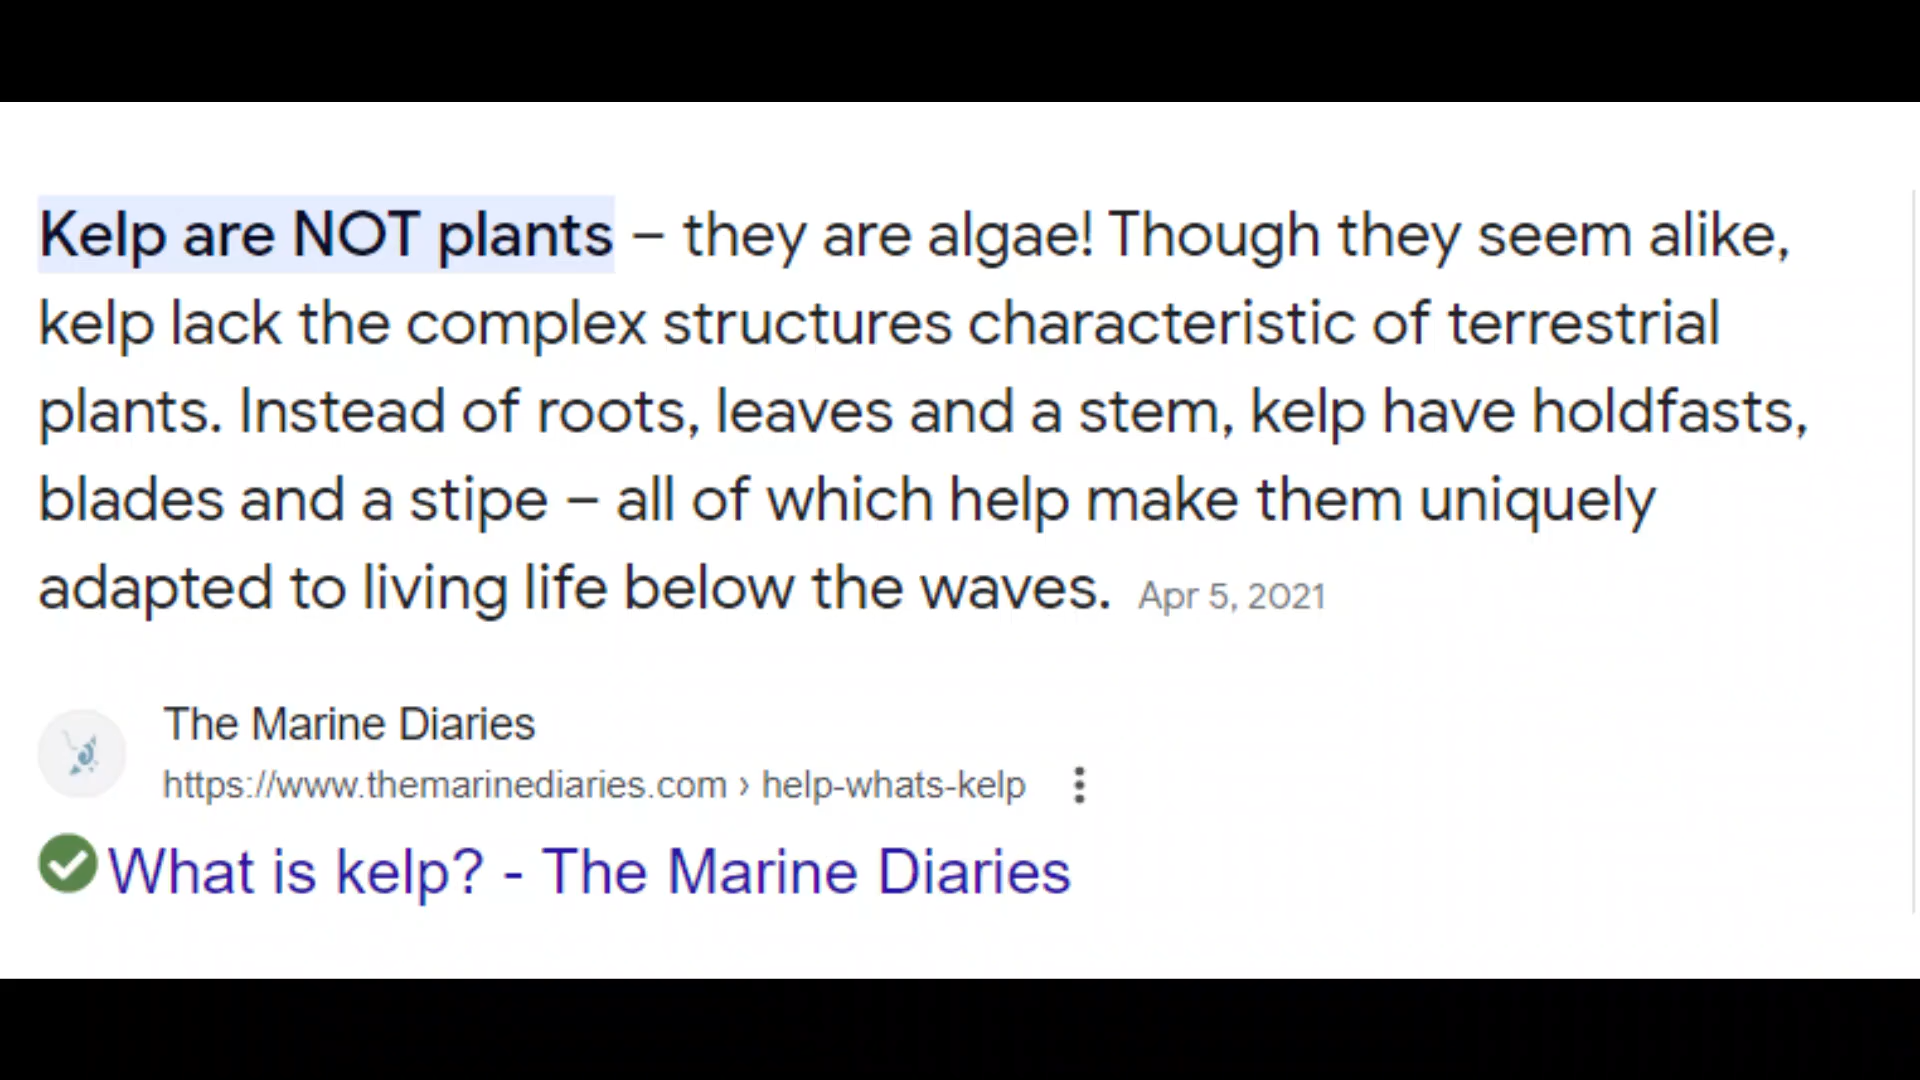 Kelp are NOT plants – they are algae! Though they seem alike,
kelp lack the complex structures characteristic of terrestrial
plants. Instead of roots, leaves and a stem, kelp have holdfasts,
blades and a stipe – all of which help make them uniquely
adapted to living life below the waves. Apr 5, 2021
The Marine Diaries
https://www.themarinediaries.com › help-whats-kelp
What is kelp? - The Marine Diaries